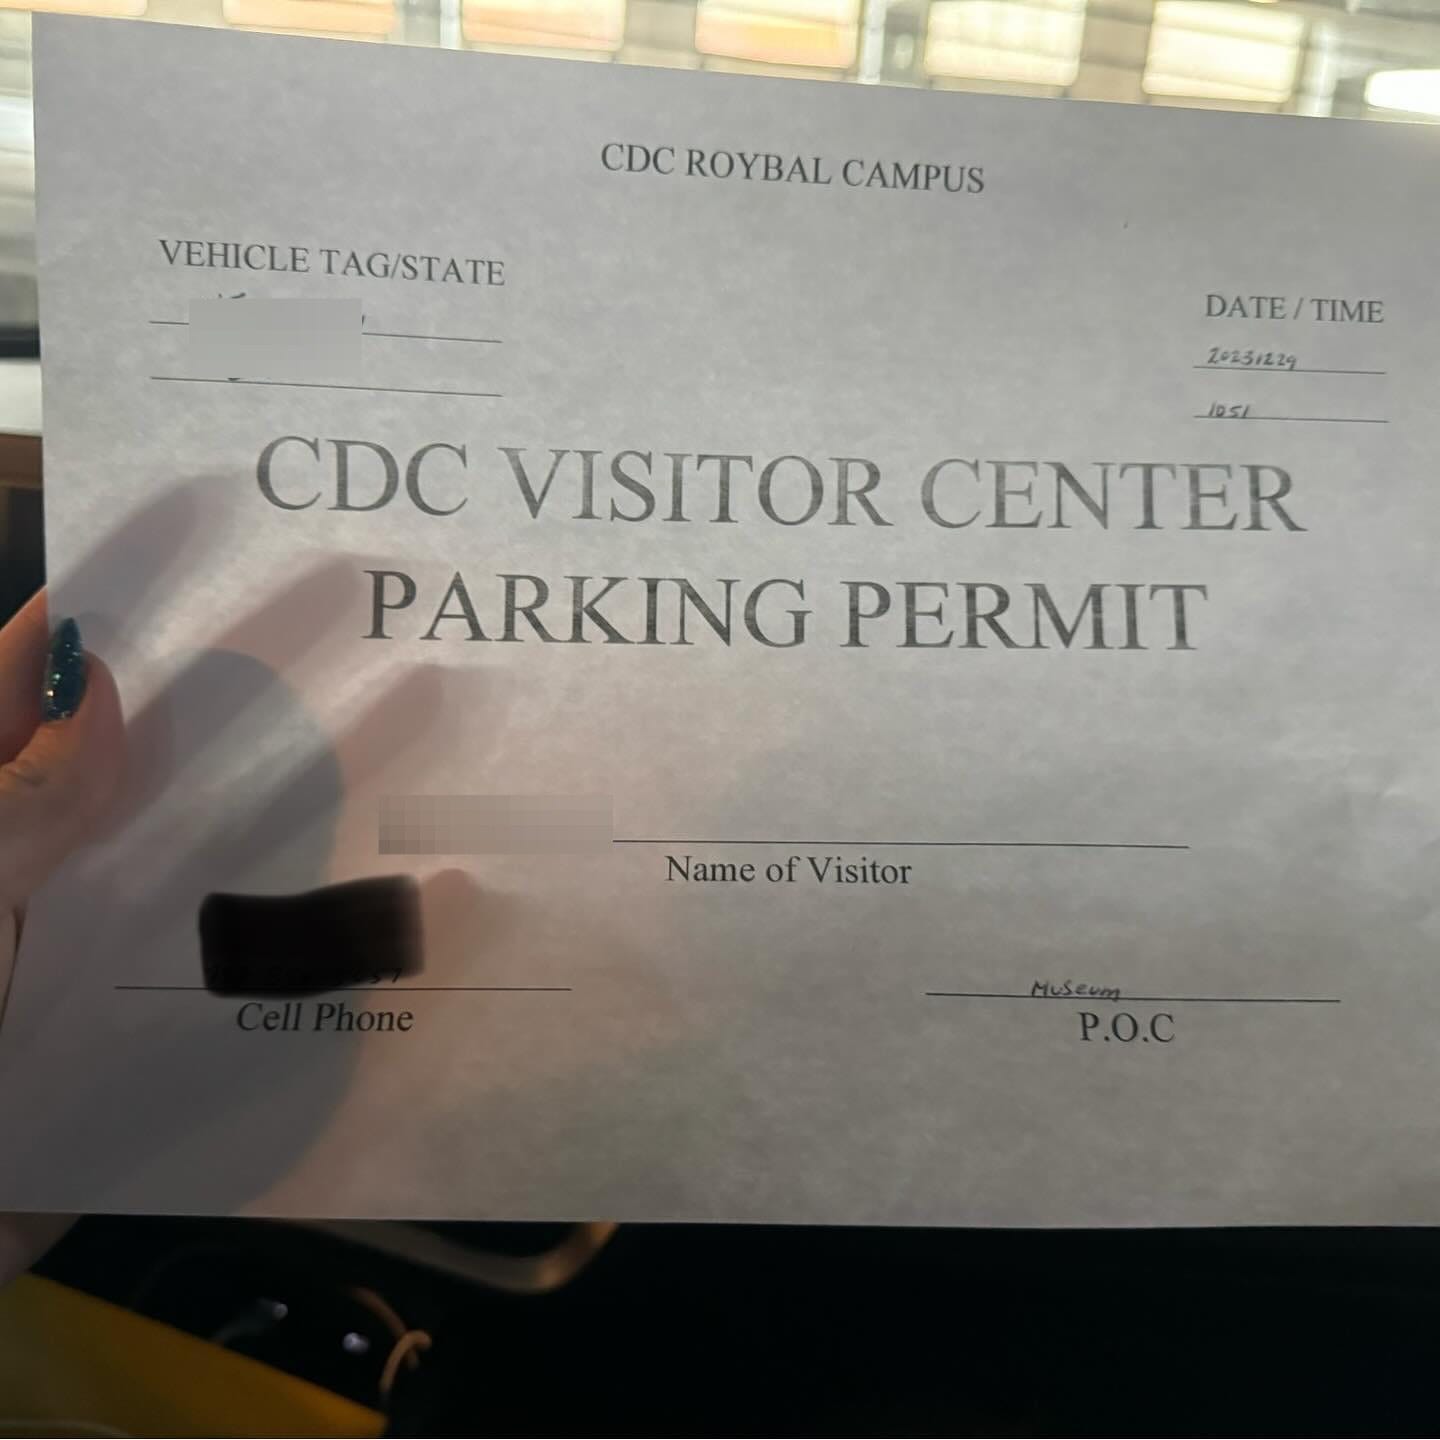 CDC ROYBAL CAMPUS
VEHICLE TAG/STATE
DATE / TIME
20231229
1051
CDC VISITOR CENTER
PARKING PERMIT
Name of Visitor
Museum
Cell Phone
P.O.C